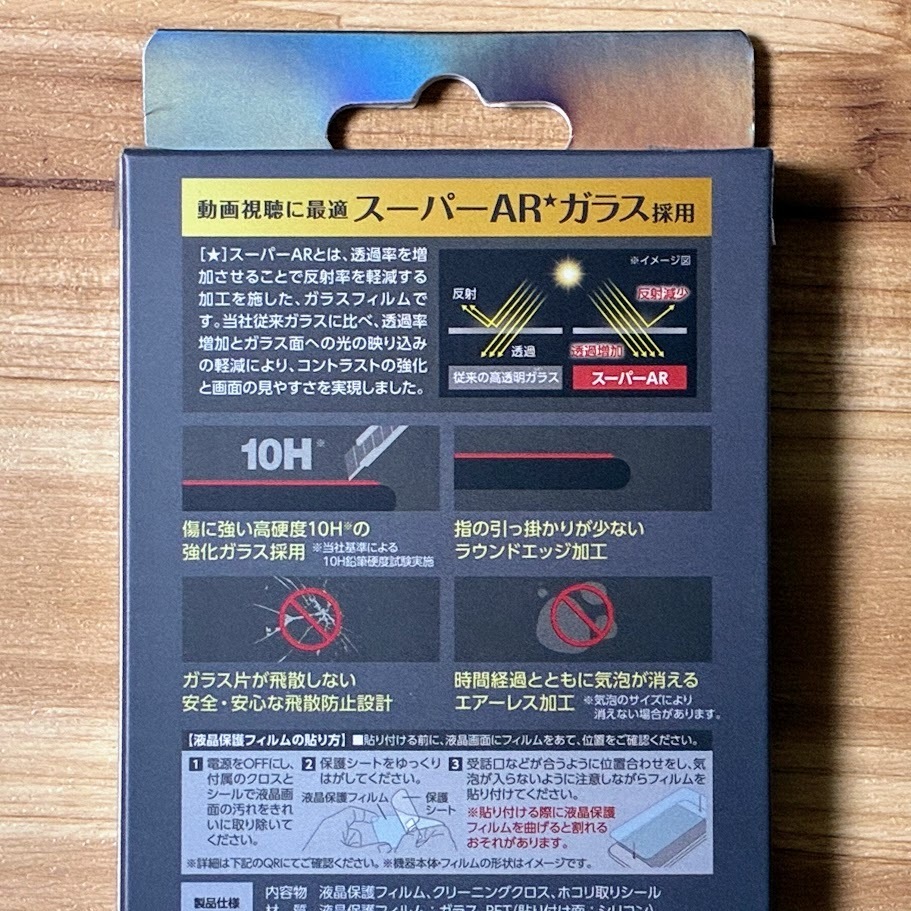 動画視聴に最適 スーパーAR★ガラス採用
[★]スーパーARとは、透過率を増
加させることで反射率を軽減する
加工を施した、ガラスフィルムで
す。当社従来ガラスに比べ、透過率
増加とガラス面への光の映り込み
の軽減により、コントラストの強化
と画面の見やすさを実現しました。
※イメージ図
反射
反射減少
透過
透過増加
従来の高透明ガラス
スーパーAR
10H※
傷に強い高硬度10H※の
強化ガラス採用 ※当社基準による
10H鉛筆硬度試験実施
指の引っ掛かりが少ない
ラウンドエッジ加工
ガラス片が飛散しない
安全・安心な飛散防止設計
時間経過とともに気泡が消える
エアーレス加工 ※気泡のサイズにより
消えない場合があります。
【液晶保護フィルムの貼り方】 ■貼り付ける前に、液晶画面にフィルムをあて、位置をご確認ください。
1 電源をOFFにし、
付属のクロスと
シールで液晶画
面の汚れをきれ
いに取り除いて
ください。
2 保護シートをゆっくり
はがしてください。
液晶保護フィルム
保護
シート
3 受話口などが合うように位置合わせをし、気
泡が入らないように注意しながらフィルムを
貼り付けてください。
※貼り付ける際に液晶保護
フィルムを曲げると割れる
おそれがあります。
※詳細は下記のQRにてご確認ください。※機器本体・フィルムの形状はイメージです。
製品仕様
内容物 液晶保護フィルム、クリーニングクロス、ホコリ取りシール
材 質 液晶保護フィルム:ガラス、PET(貼り付け面:シリコン)